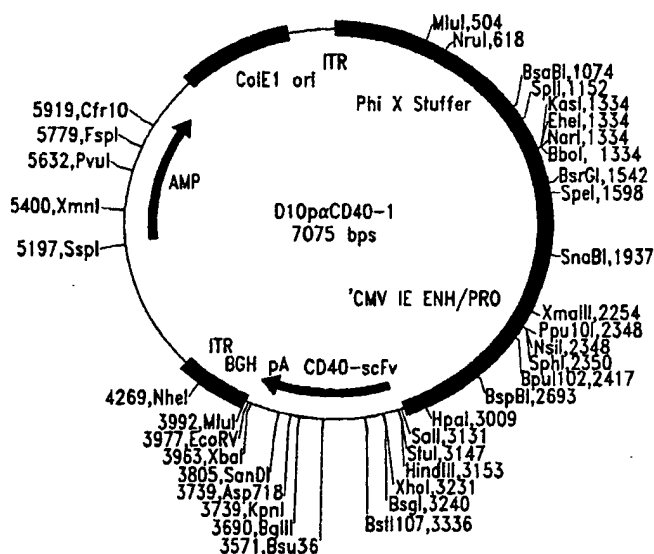 MluI,504
NruI,618
ITR
ColE1 ori
Phi X Stuffer
BsaBI,1074
SplI,1152
KasI,1334
EheI,1334
NarI,1334
BboI, 1334
BsrGI,1542
SpeI,1598
5919,Cfr10
5779,FspI
5632,PvuI
AMP
5400,XmnI
5197,SspI
D10pαCD40-1
7075 bps
SnaBI,1937
'CMV IE ENH/PRO
XmaIII,2254
Ppu10I,2348
NsiI,2348
SphI,2350
Bpu1102,2417
BspBI,2693
ITR
BGH pA
CD40-scFv
4269,NheI
3992,MluI
3977,EcoRV
3963,XbaI
3805,SanDI
3739,Asp718
3739,KpnI
3690,BglII
3571,Bsu36
HpaI,3009
SalI,3131
StuI,3147
HindIII,3153
XhoI,3231
BsgI,3240
Bst1107,3336